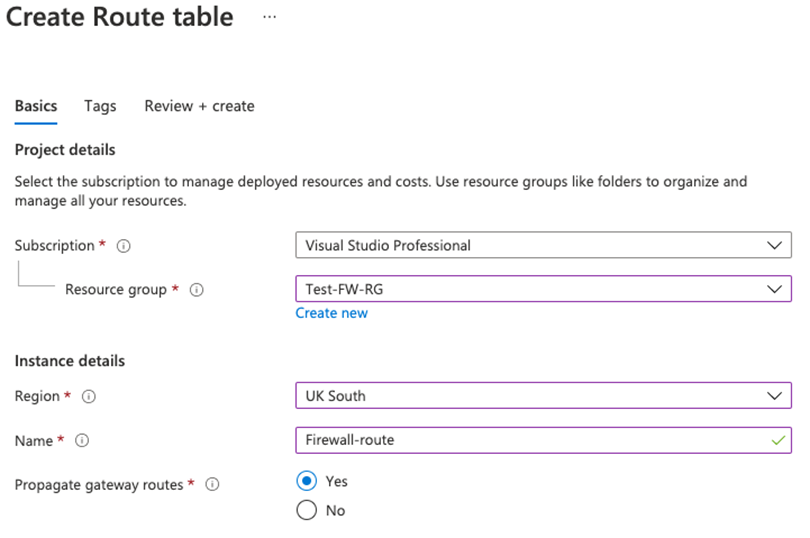 Create Route table ...
Basics Tags Review + create
Project details
Select the subscription to manage deployed resources and costs. Use resource groups like folders to organize and
manage all your resources.
Subscription * Visual Studio Professional
Resource group * Test-FW-RG
Create new
Instance details
Region * UK South
Name * Firewall-route
Propagate gateway routes * Yes
No